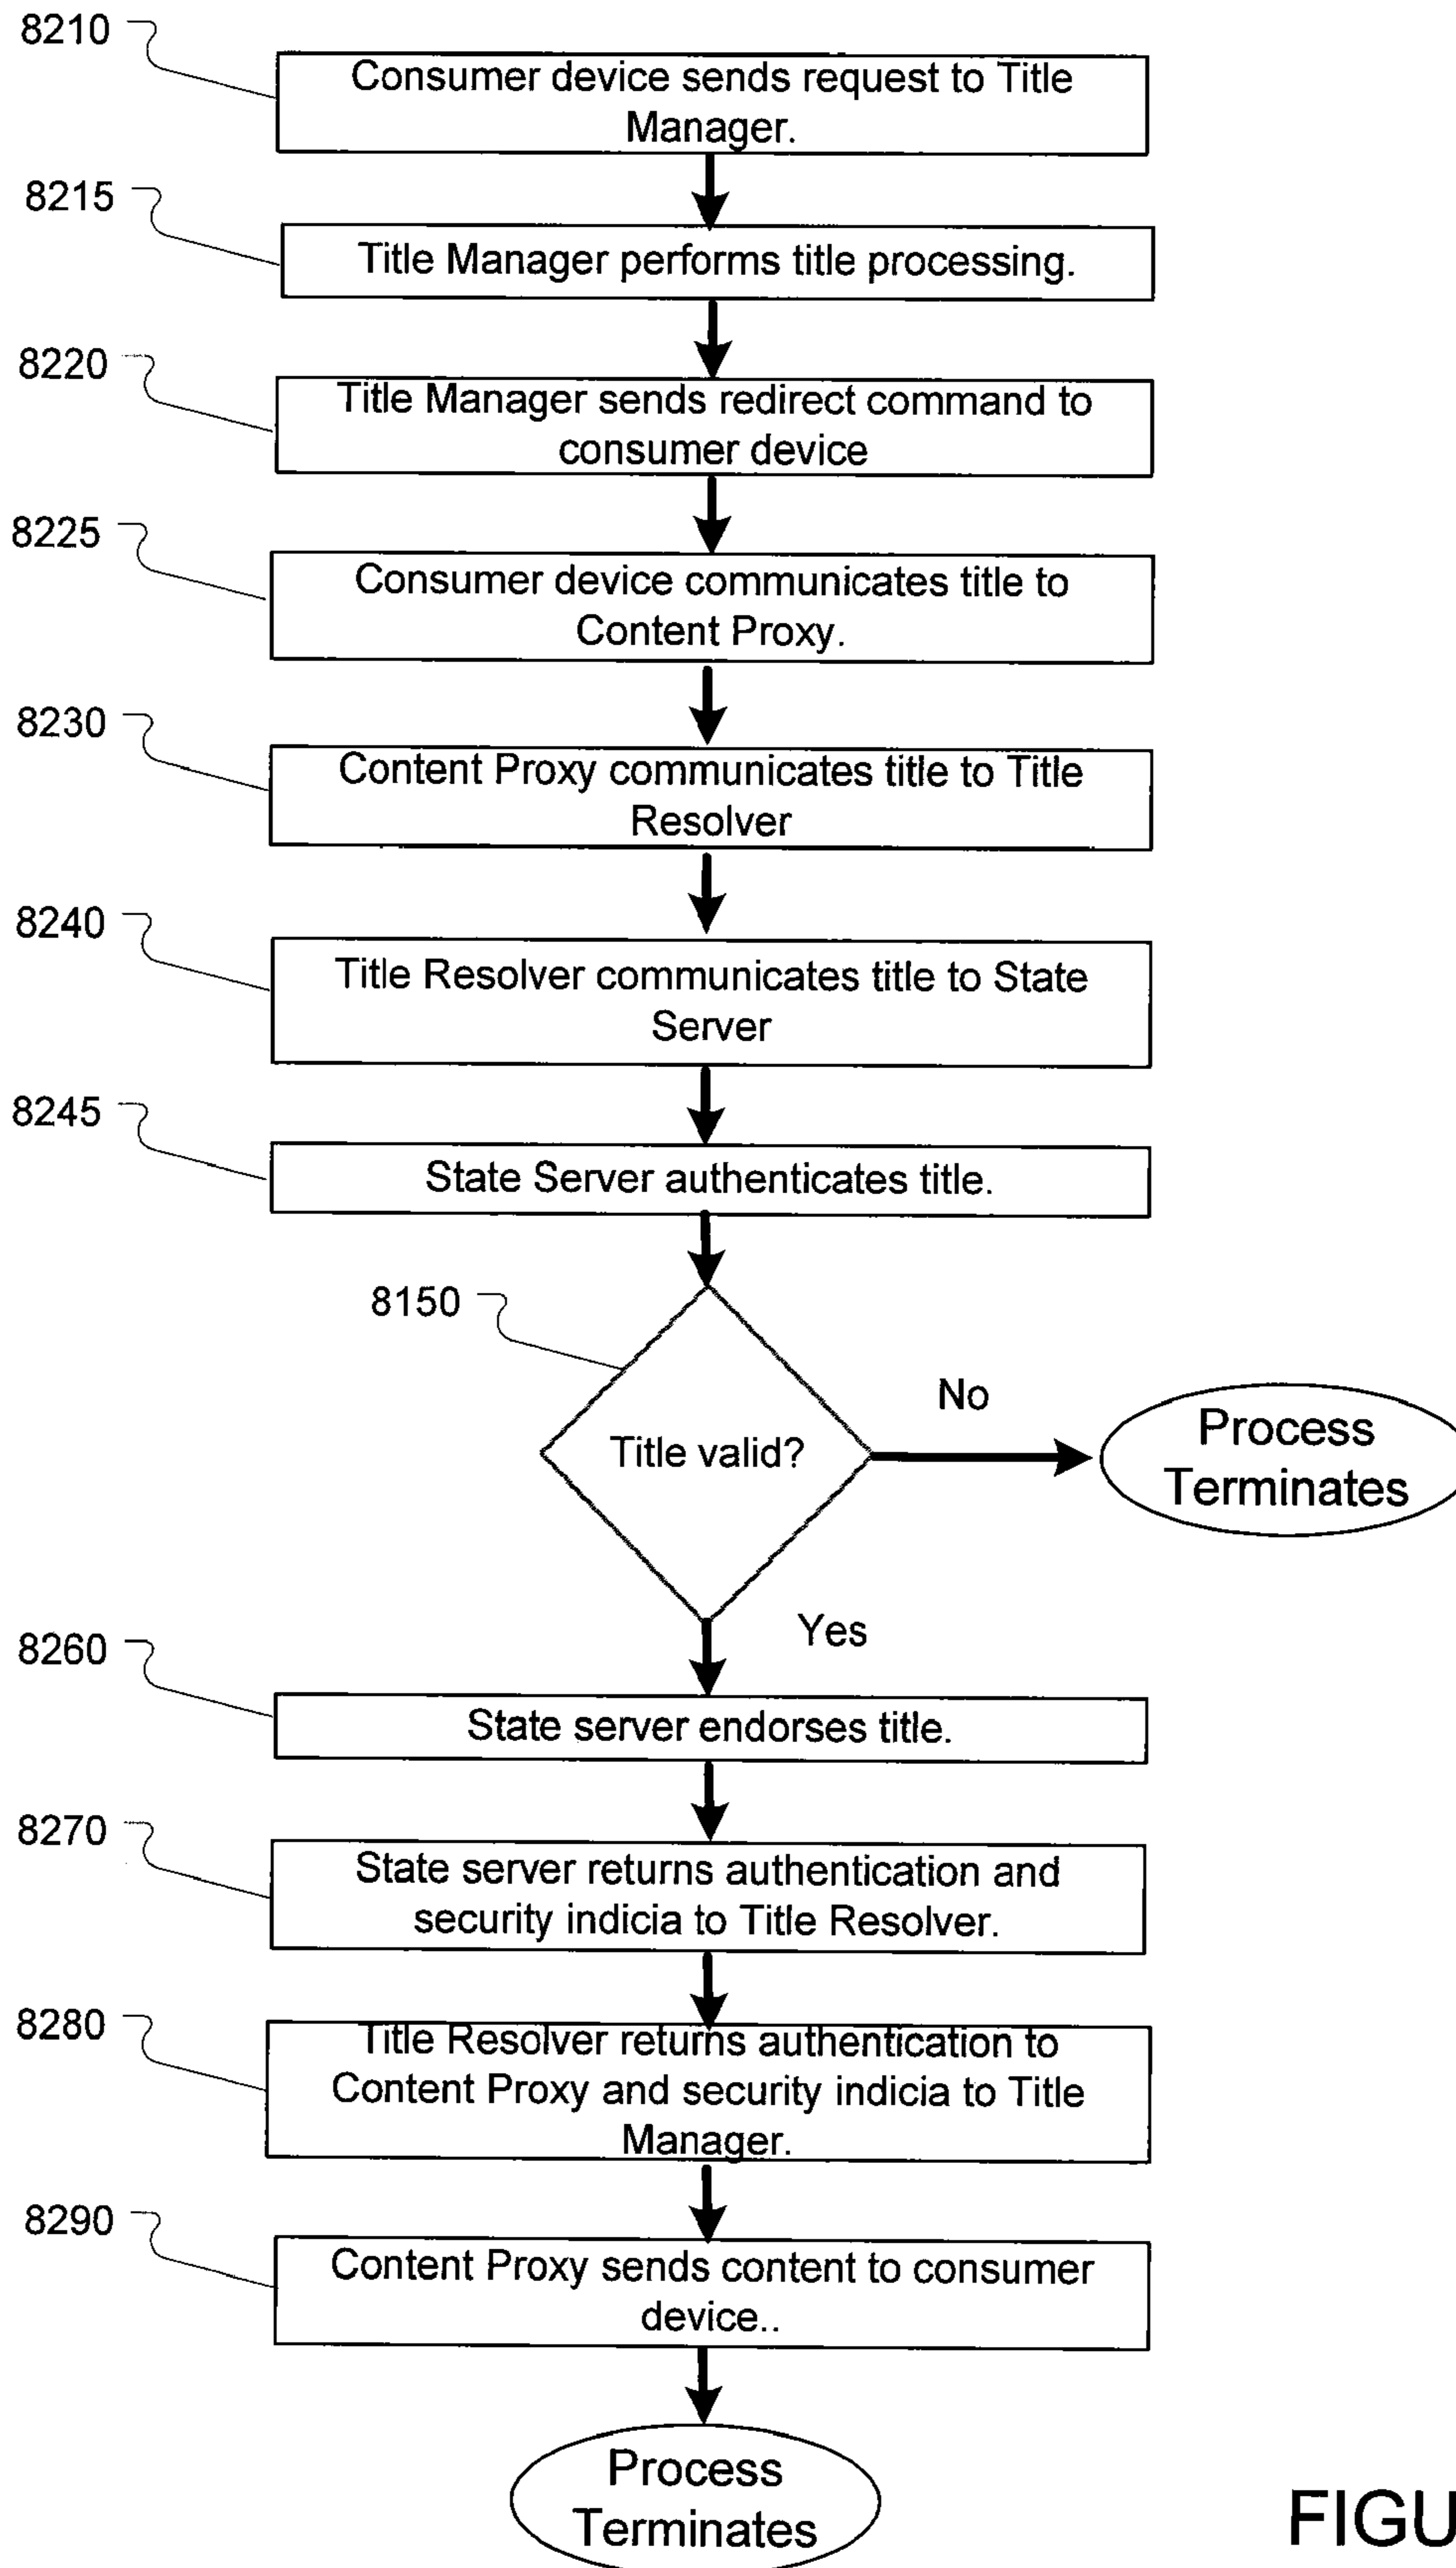 8210
Consumer device sends request to Title
Manager.
8215
Title Manager performs title processing.
8220
Title Manager sends redirect command to
consumer device
8225
Consumer device communicates title to
Content Proxy.
8230
Content Proxy communicates title to Title
Resolver
8240
Title Resolver communicates title to State
Server
8245
State Server authenticates title.
8150
Title valid?
No
Process
Terminates
Yes
8260
State server endorses title.
8270
State server returns authentication and
security indicia to Title Resolver.
8280
Title Resolver returns authentication to
Content Proxy and security indicia to Title
Manager.
8290
Content Proxy sends content to consumer
device..
Process
Terminates
FIGU